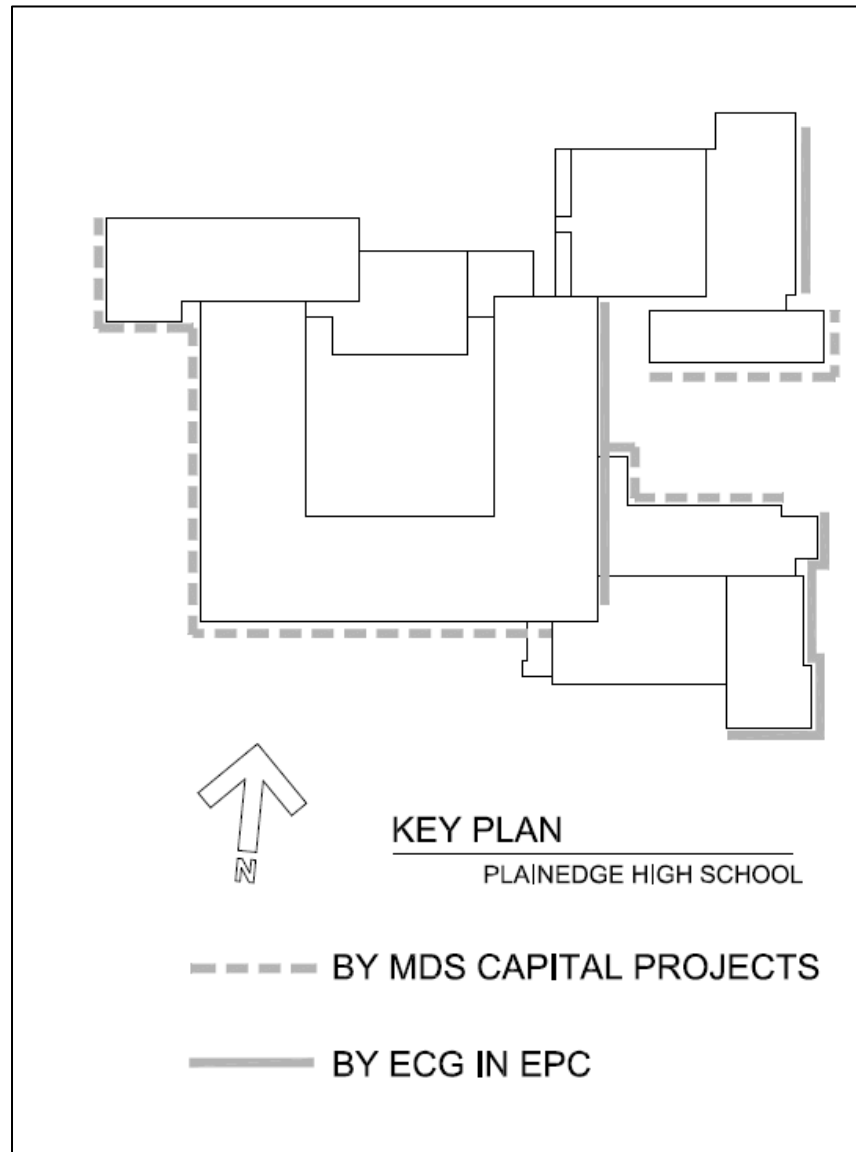 N
KEY PLAN
PLAINEDGE HIGH SCHOOL
BY MDS CAPITAL PROJECTS
BY ECG IN EPC